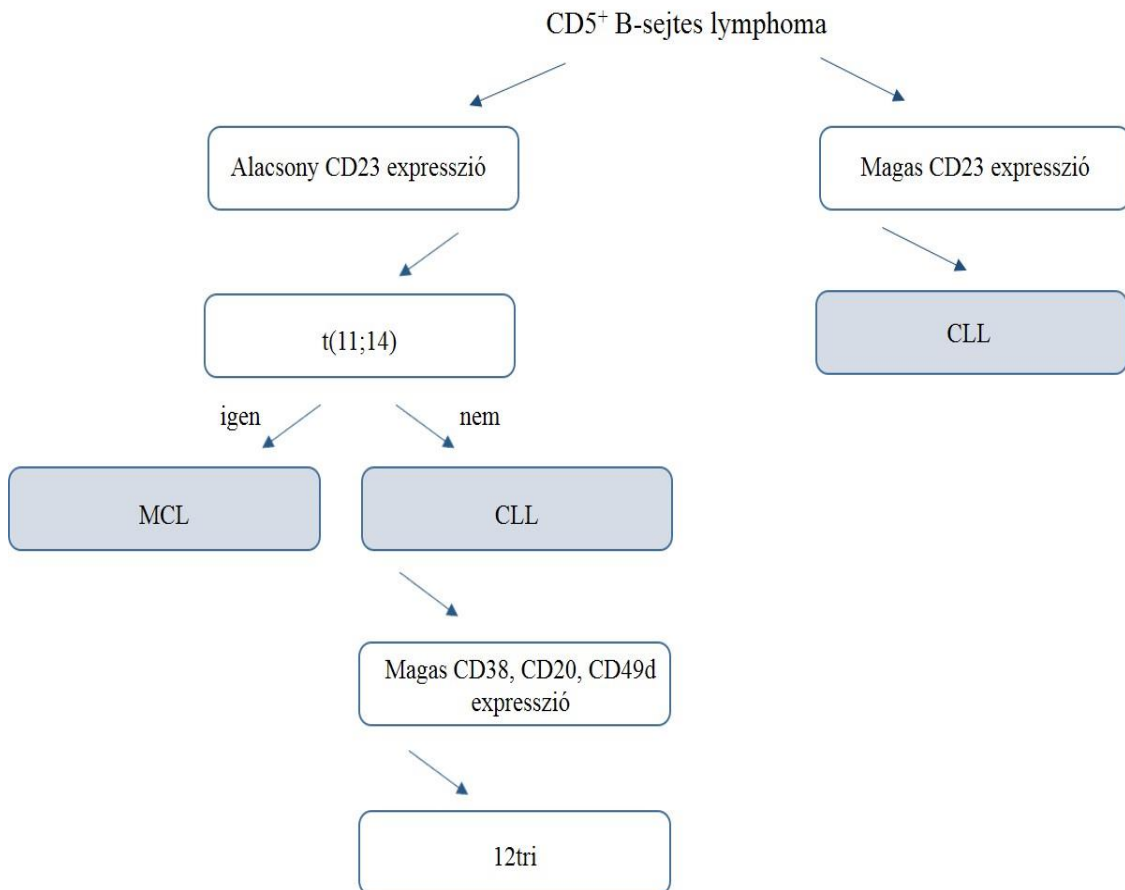 CD5⁺ B-sejtes lymphoma
Alacsony CD23 expresszió
Magas CD23 expresszió
t(11;14)
CLL
igen
nem
MCL
CLL
Magas CD38, CD20, CD49d
expresszió
12tri